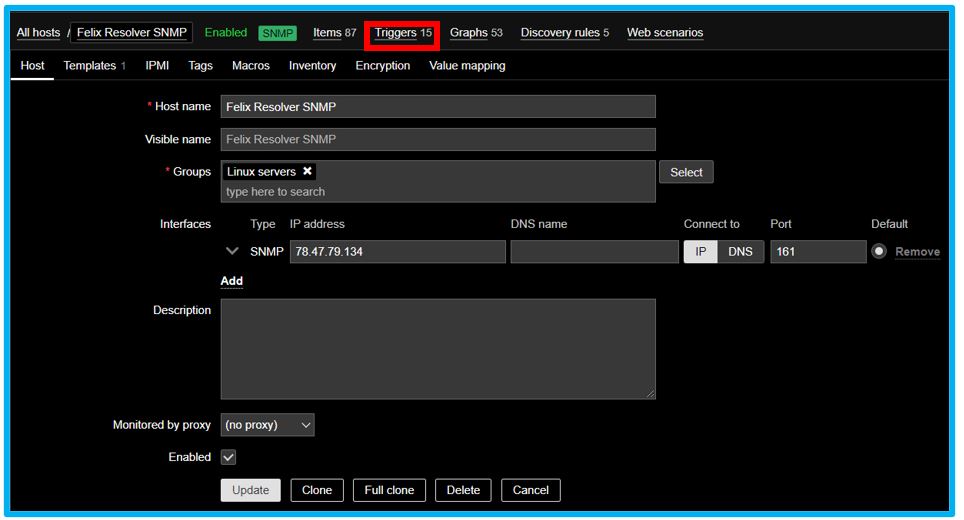 All hosts / Felix Resolver SNMP Enabled SNMP Items 87 Triggers 15 Graphs 53 Discovery rules 5 Web scenarios
Host Templates 1 IPMI Tags Macros Inventory Encryption Value mapping
* Host name Felix Resolver SNMP
Visible name Felix Resolver SNMP
* Groups Linux servers ✖ Select
type here to search
Interfaces Type IP address DNS name Connect to Port Default
SNMP 78.47.79.134 IP DNS 161 Remove
Add
Description
Monitored by proxy (no proxy)
Enabled
Update Clone Full clone Delete Cancel